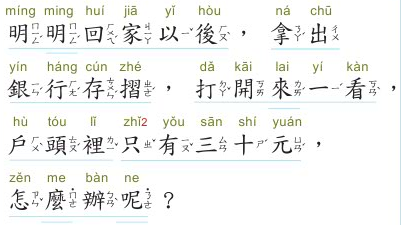 míng ming huí jiā yǐ hòu ná chū
明明回家以後，拿出
yín háng cún zhé dǎ kāi lai yí kàn
銀行存摺，打開來一看，
hù tóu lǐ zhǐ2 yǒu sān shí yuán
戶頭裡只有三十元，
zěn me bàn ne
怎麼辦呢？